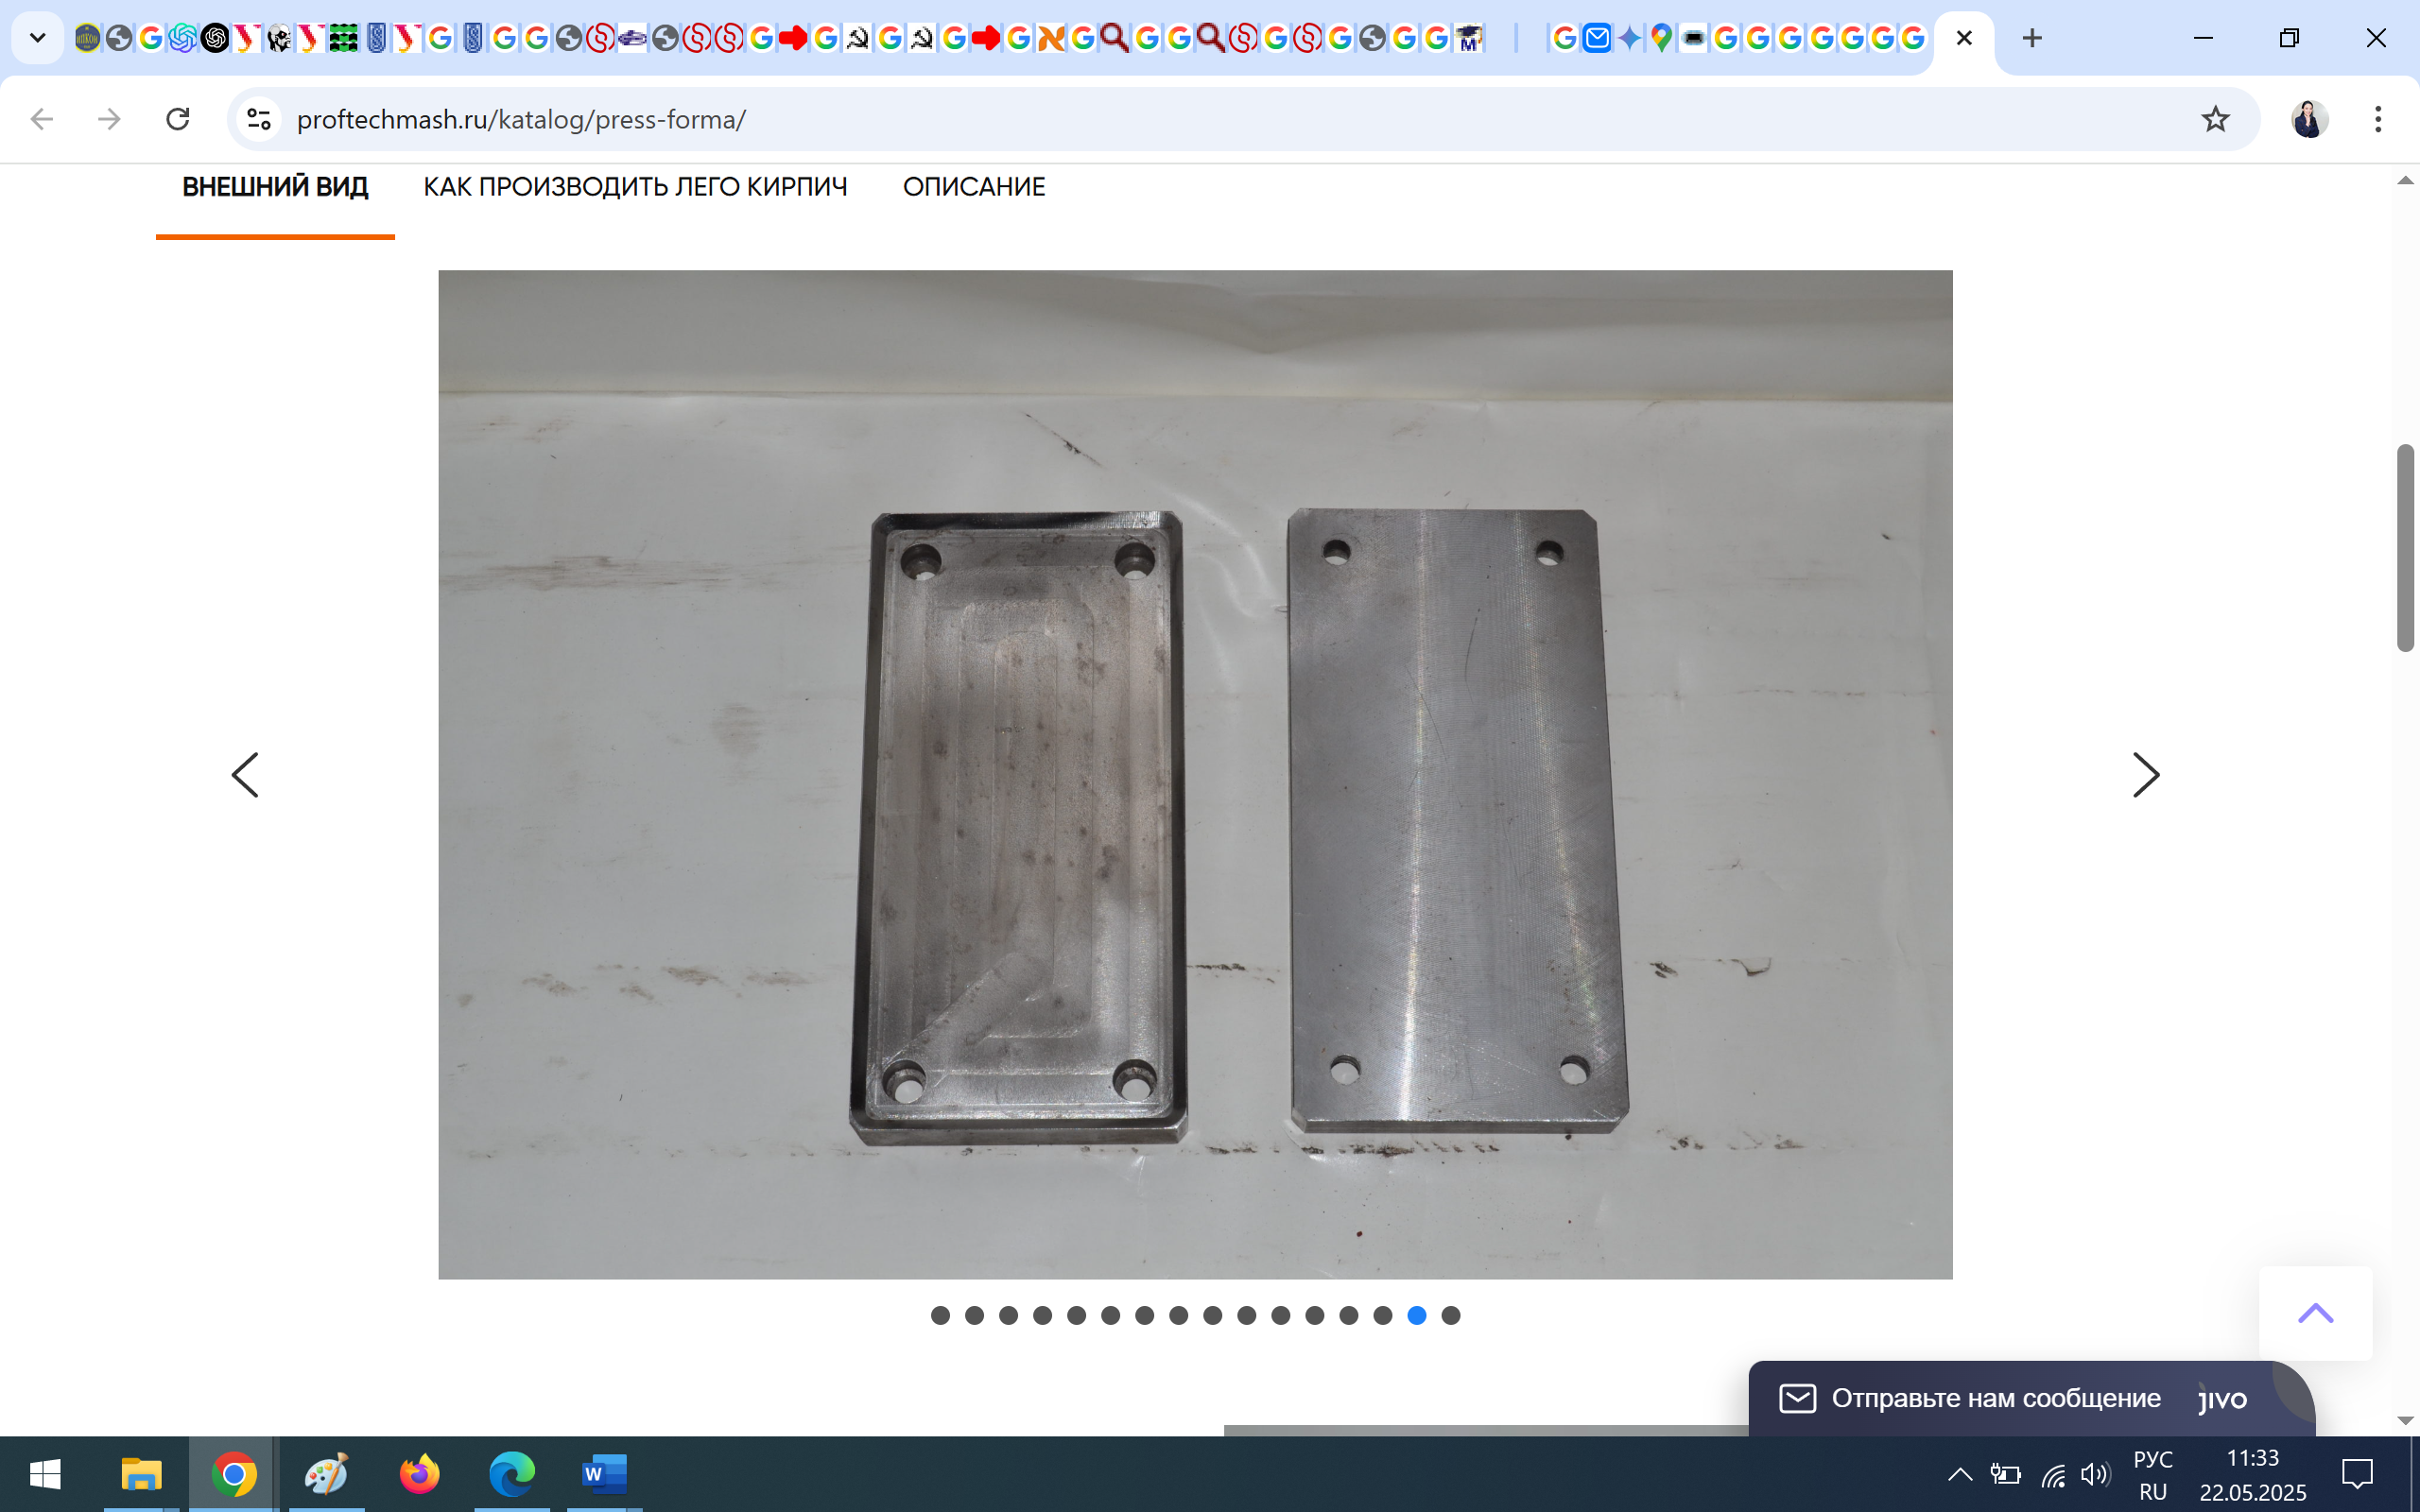 proftechmash.ru/katalog/press-forma/
ВНЕШНИЙ ВИД КАК ПРОИЗВОДИТЬ ЛЕГО КИРПИЧ ОПИСАНИЕ
Отправьте нам сообщение jivo
РУС 11:33
RU 22.05.2025